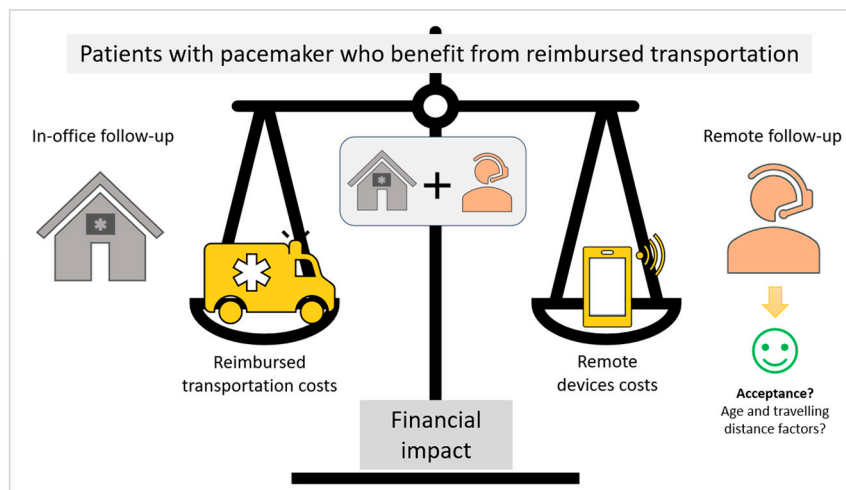 Patients with pacemaker who benefit from reimbursed transportation
In-office follow-up
Remote follow-up
Reimbursed
transportation costs
Remote
devices costs
Acceptance?
Age and travelling
distance factors?
Financial
impact